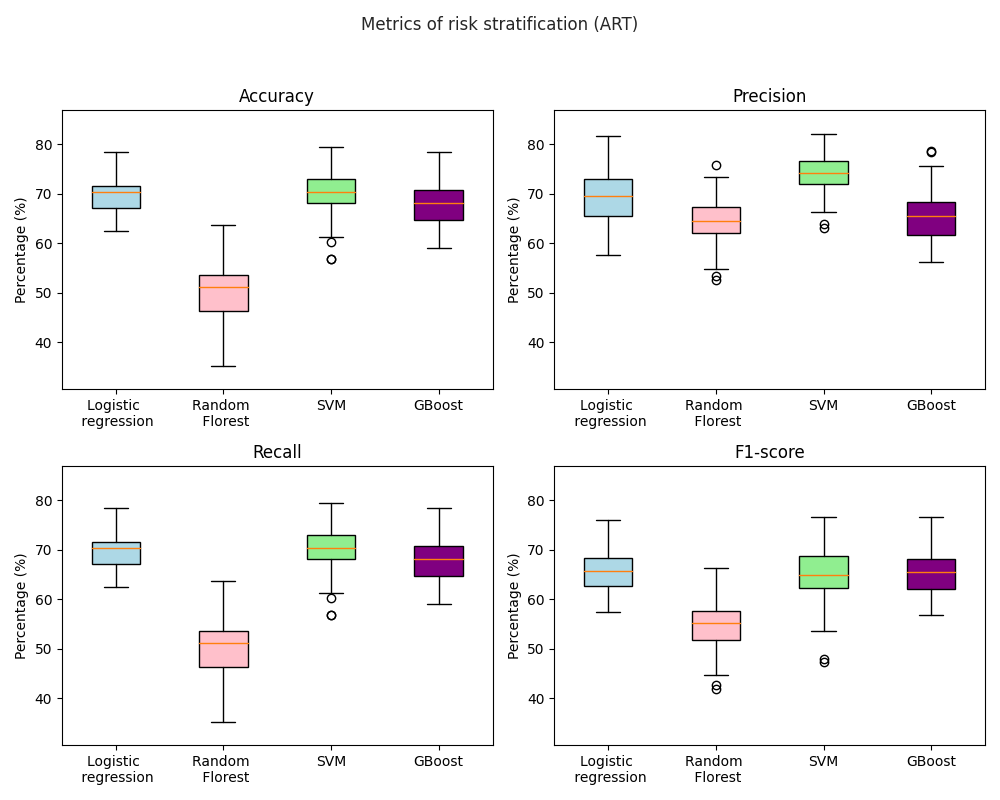 Metrics of risk stratification (ART)
Accuracy
Percentage (%)
80
70
60
50
40
Logistic
regression
Random
Florest
SVM
GBoost
Precision
Percentage (%)
80
70
60
50
40
Logistic
regression
Random
Florest
SVM
GBoost
Recall
Percentage (%)
80
70
60
50
40
Logistic
regression
Random
Florest
SVM
GBoost
F1-score
Percentage (%)
80
70
60
50
40
Logistic
regression
Random
Florest
SVM
GBoost